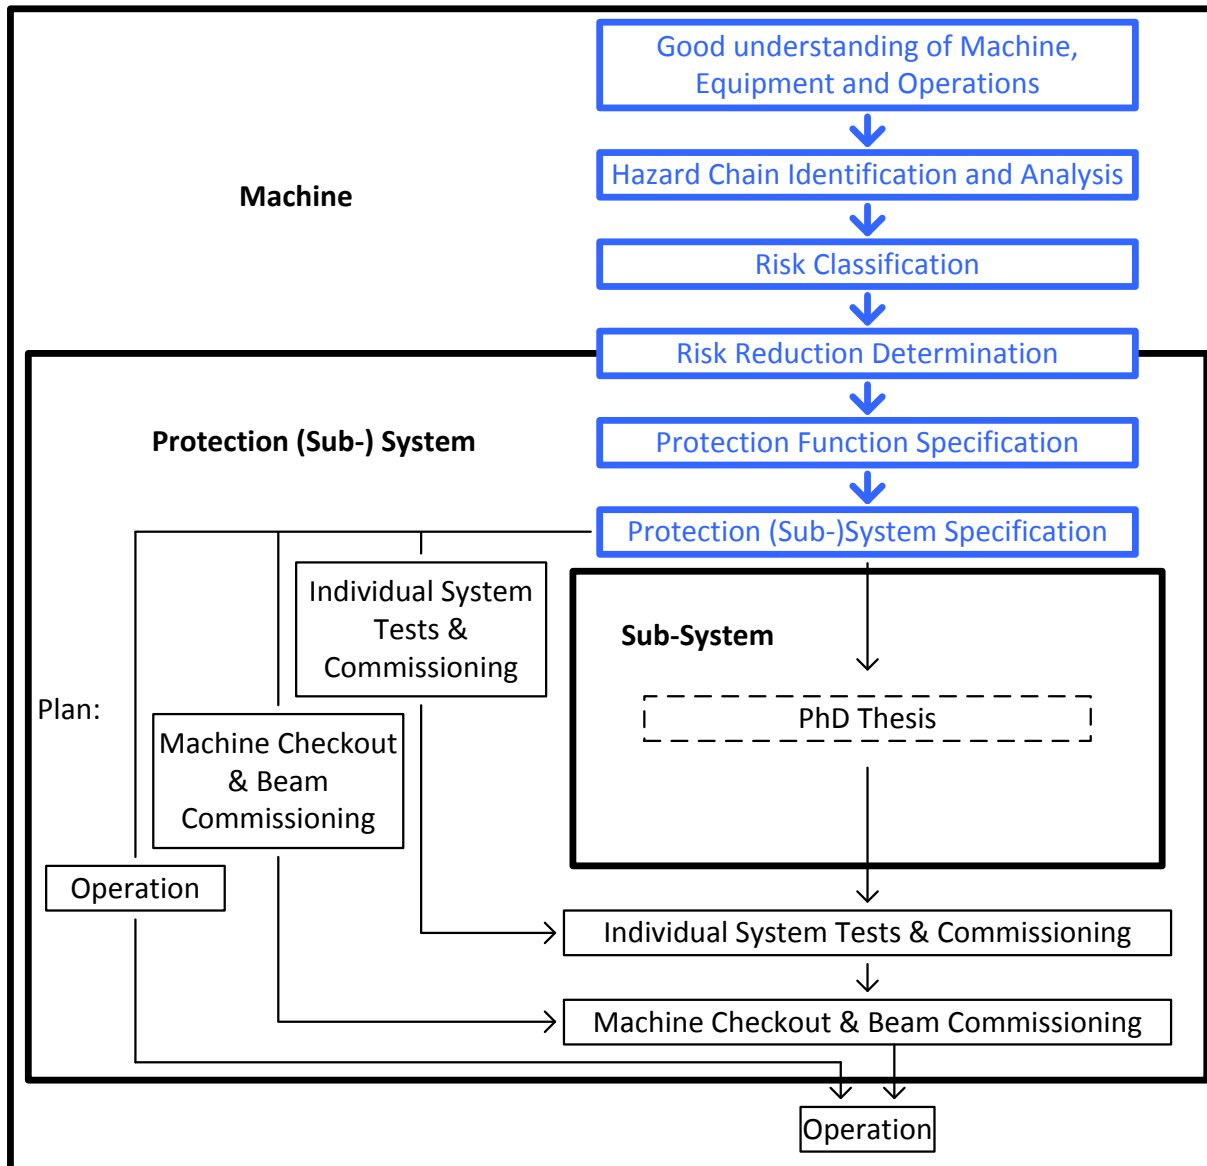 Good understanding of Machine,
Equipment and Operations
Hazard Chain Identification and Analysis
Machine
Risk Classification
Risk Reduction Determination
Protection (Sub-) System
Protection Function Specification
Protection (Sub-)System Specification
Individual System
Tests &
Commissioning
Sub-System
Plan:
PhD Thesis
Machine Checkout
& Beam
Commissioning
Operation
Individual System Tests & Commissioning
Machine Checkout & Beam Commissioning
Operation